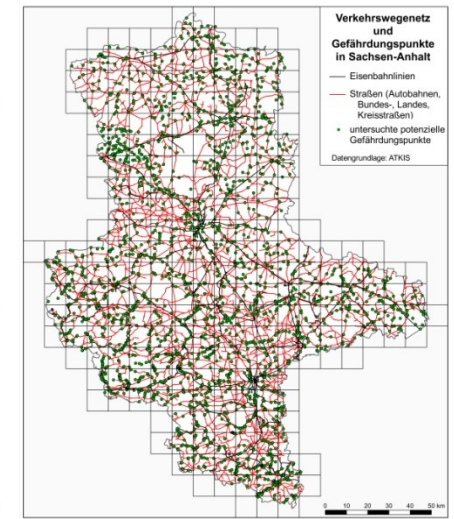 Verkehrswegenetz
und
Gefährdungspunkte
in Sachsen-Anhalt
Eisenbahnlinien
Straßen (Autobahnen,
Bundes-, Landes,
Kreisstraßen)
untersuchte potenzielle
Gefährdungspunkte
Datengrundlage: ATKIS
0 10 20 30 40 50 km